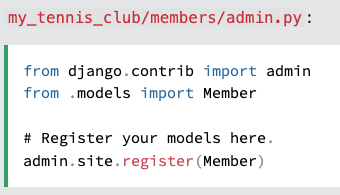 my_tennis_club/members/admin.py:
from django.contrib import admin
from .models import Member
# Register your models here.
admin.site.register(Member)